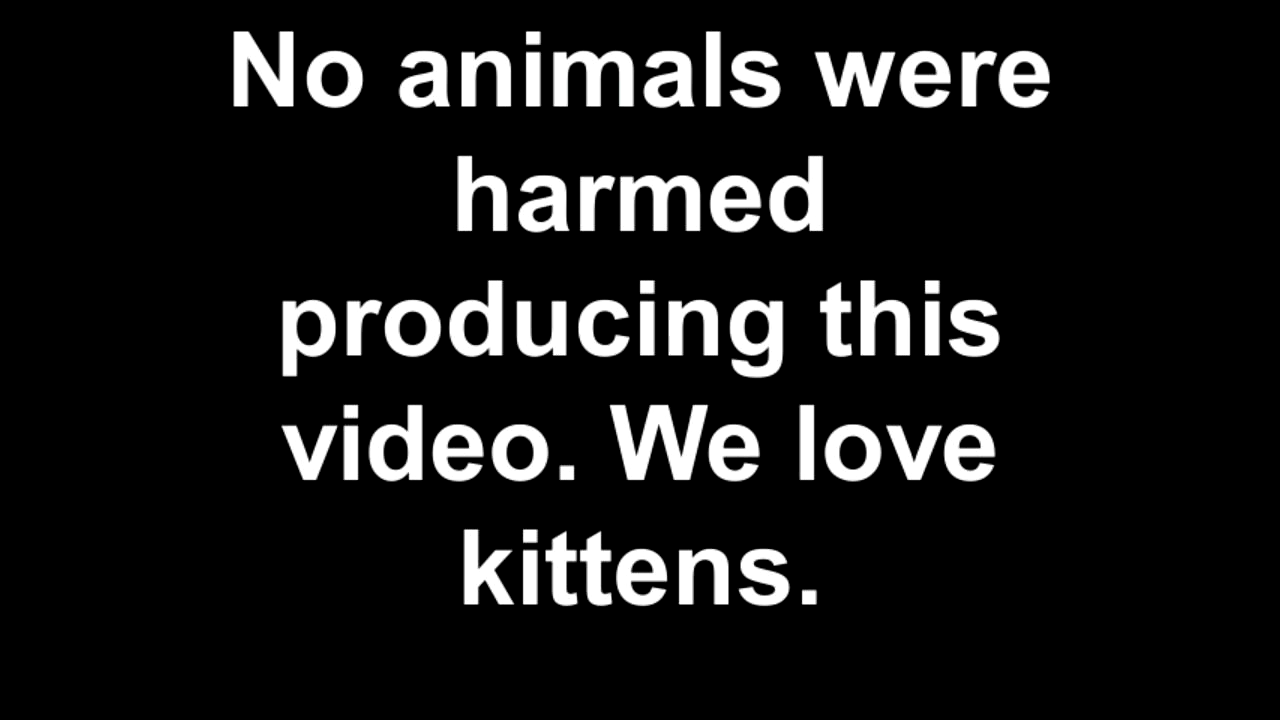 No animals were
harmed
producing this
video. We love
kittens.